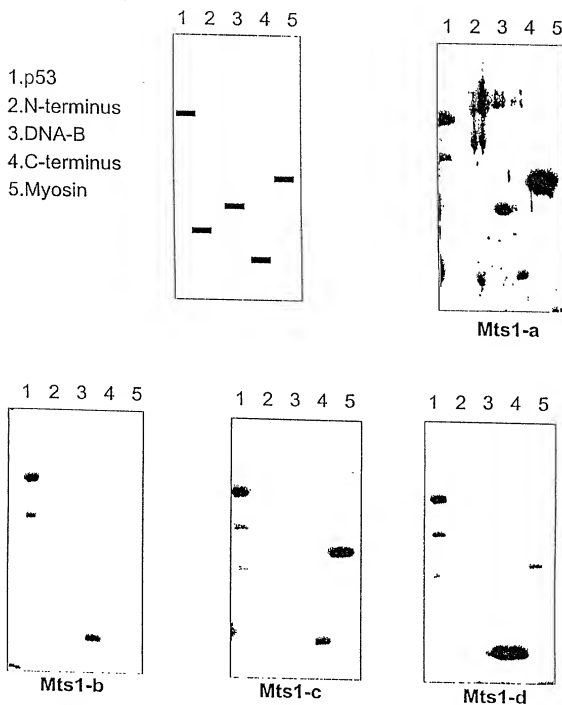 1 2 3 4 5
1 2 3 4 5
1.p53
2.N-terminus
3.DNA-B
4.C-terminus
5.Myosin
Mts1-a
1 2 3 4 5
1 2 3 4 5
1 2 3 4 5
Mts1-b
Mts1-c
Mts1-d